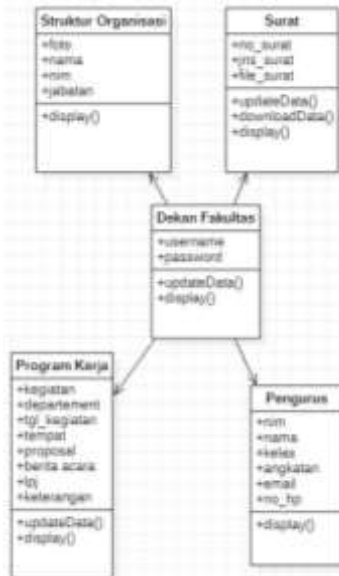 Struktur Organisasi
+foto
+nama
+nim
+jabatan
+display()
Surat
+no_surat
+jns_surat
+file_surat
+updateData()
+downloadData()
+display()
Dekan Fakultas
+username
+password
+updateData()
+display()
Program Kerja
+kegiatan
+departement
+tgl_kegiatan
+tempat
+proposal
+berita acara
+lpj
+keterangan
+updateData()
+display()
Pengurus
+nim
+nama
+kelas
+angkatan
+email
+no_hp
+display()